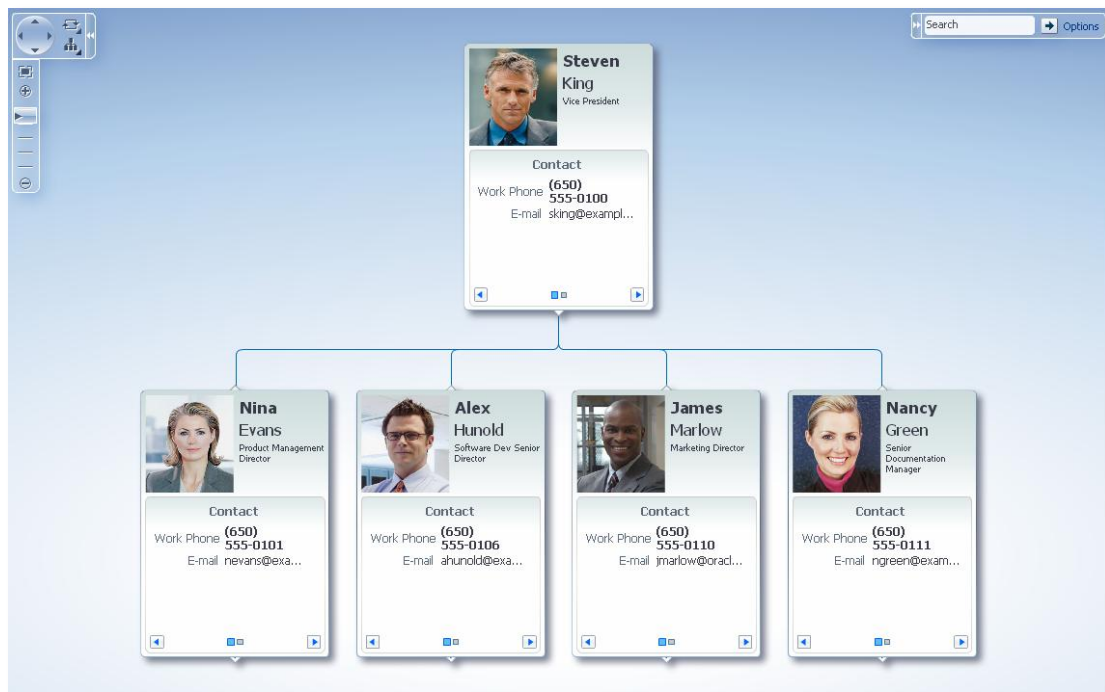 Search
Options
Steven
King
Vice President
Contact
Work Phone (650)
555-0100
E-mail sking@exampl...
Nina
Evans
Product Management
Director
Contact
Work Phone (650)
555-0101
E-mail nevans@exa...
Alex
Hunold
Software Dev Senior
Director
Contact
Work Phone (650)
555-0106
E-mail ahunold@exa...
James
Marlow
Marketing Director
Contact
Work Phone (650)
555-0110
E-mail jmarlow@oracl...
Nancy
Green
Senior
Documentation
Manager
Contact
Work Phone (650)
555-0111
E-mail ngreen@exam...